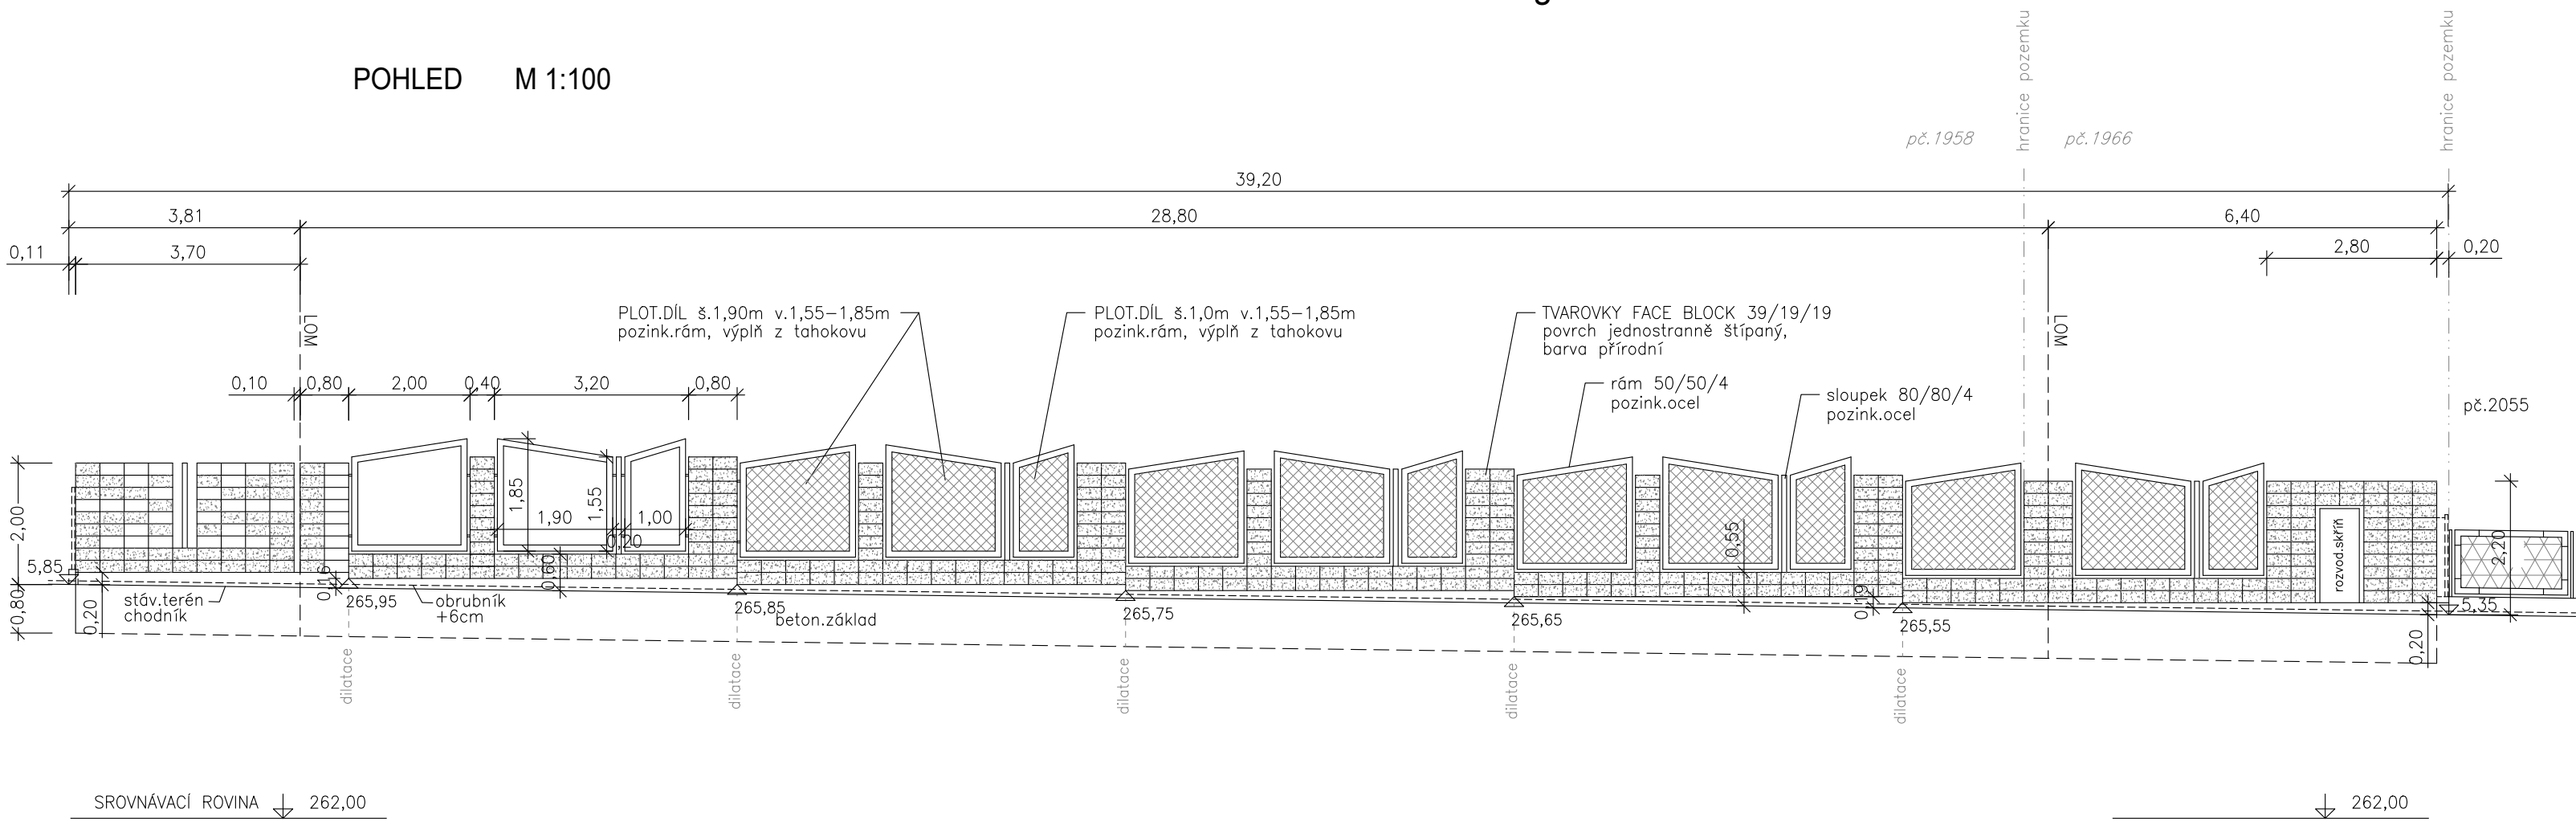 POHLED M 1:100
hranice pozemku
hranice pozemku
pč.1958
pč.1966
39,20
3,81
28,80
6,40
0,11
3,70
2,80
0,20
LOM
LOM
PLOT.DÍL š.1,90m v.1,55-1,85m
pozink.rám, výplň z tahokovu
PLOT.DÍL š.1,0m v.1,55-1,85m
pozink.rám, výplň z tahokovu
TVAROVKY FACE BLOCK 39/19/19
povrch jednostranně štípaný,
barva přírodní
0,10
0,80
2,00
0,40
3,20
0,80
rám 50/50/4
pozink.ocel
sloupek 80/80/4
pozink.ocel
pč.2055
2,00
1,85
1,55
1,90
1,00
0,20
0,60
0,55
rozvod.skříň
2,20
5,85
0,80
0,20
0,16
stáv.terén
chodník
265,95
obrubník
+6cm
265,85
beton.základ
265,75
265,65
0,19
265,55
5,35
0,20
dilatace
dilatace
dilatace
dilatace
dilatace
SROVNÁVACÍ ROVINA 262,00
262,00